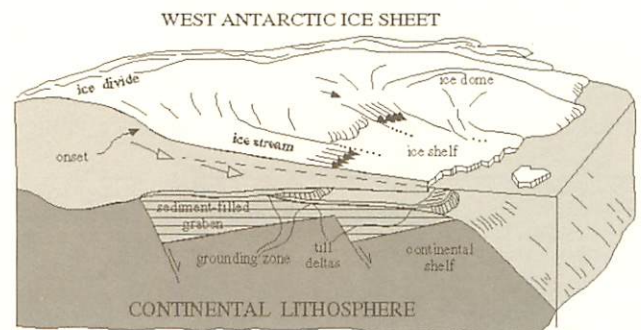 WEST ANTARCTIC ICE SHEET
ice divide
ice dome
onset
ice stream
ice shelf
sediment-filled
graben
grounding zone
till
deltas
continental
shelf
CONTINENTAL LITHOSPHERE